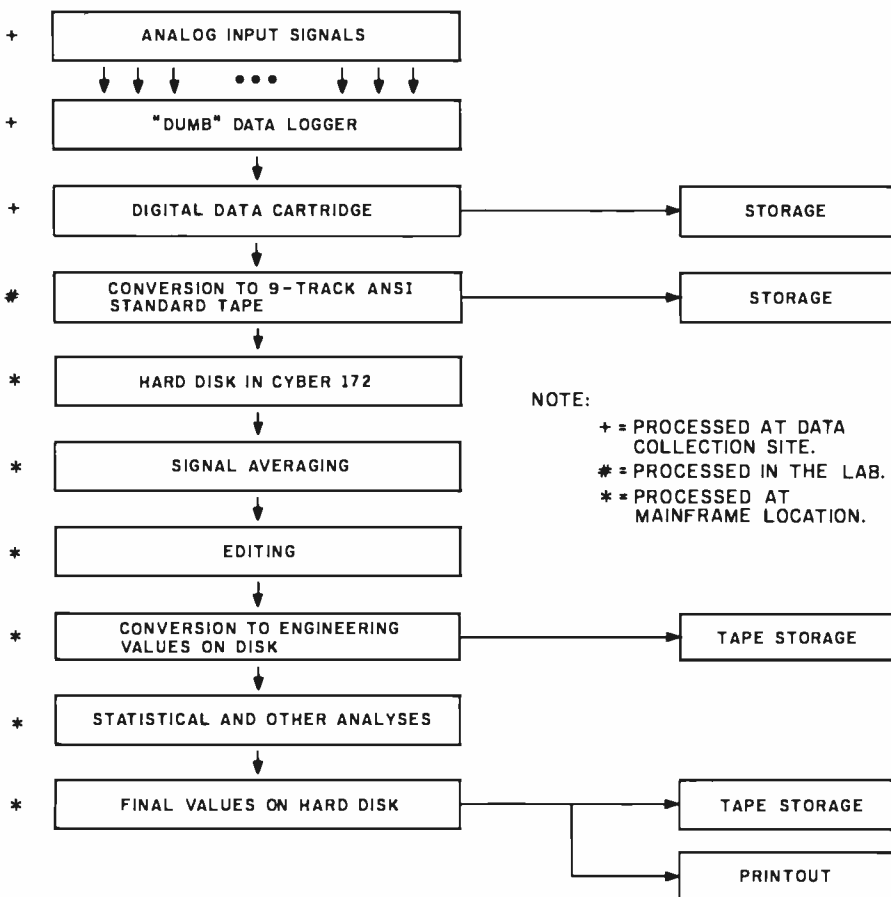 + ANALOG INPUT SIGNALS
+ "DUMB" DATA LOGGER
+ DIGITAL DATA CARTRIDGE
STORAGE
# CONVERSION TO 9-TRACK ANSI
STANDARD TAPE
STORAGE
* HARD DISK IN CYBER 172
* SIGNAL AVERAGING
* EDITING
NOTE:
+ = PROCESSED AT DATA
COLLECTION SITE.
# = PROCESSED IN THE LAB.
* = PROCESSED AT
MAINFRAME LOCATION.
* CONVERSION TO ENGINEERING
VALUES ON DISK
TAPE STORAGE
* STATISTICAL AND OTHER ANALYSES
* FINAL VALUES ON HARD DISK
TAPE STORAGE
PRINTOUT